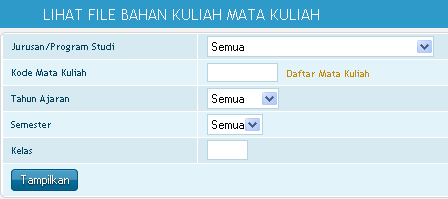 LIHAT FILE BAHAN KULIAH MATA KULIAH
Jurusan/Program Studi Semua
Kode Mata Kuliah Daftar Mata Kuliah
Tahun Ajaran Semua
Semester Semua
Kelas
Tampilkan